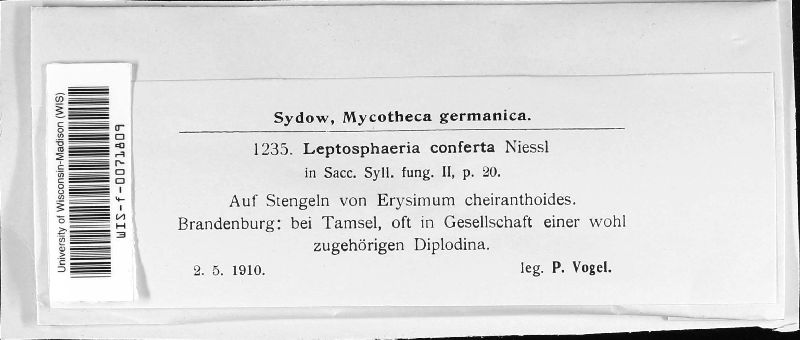 Sydow, Mycotheca germanica.
1235. Leptosphaeria conferta Niessl
in Sacc. Syll. fung. II, p. 20.
Auf Stengeln von Erysimum cheiranthoides.
Brandenburg: bei Tamsel, oft in Gesellschaft einer wohl
zugehörigen Diplodina.
2. 5. 1910. leg. P. Vogel.
University of Wisconsin-Madison (WIS)
WIS-f-0071809